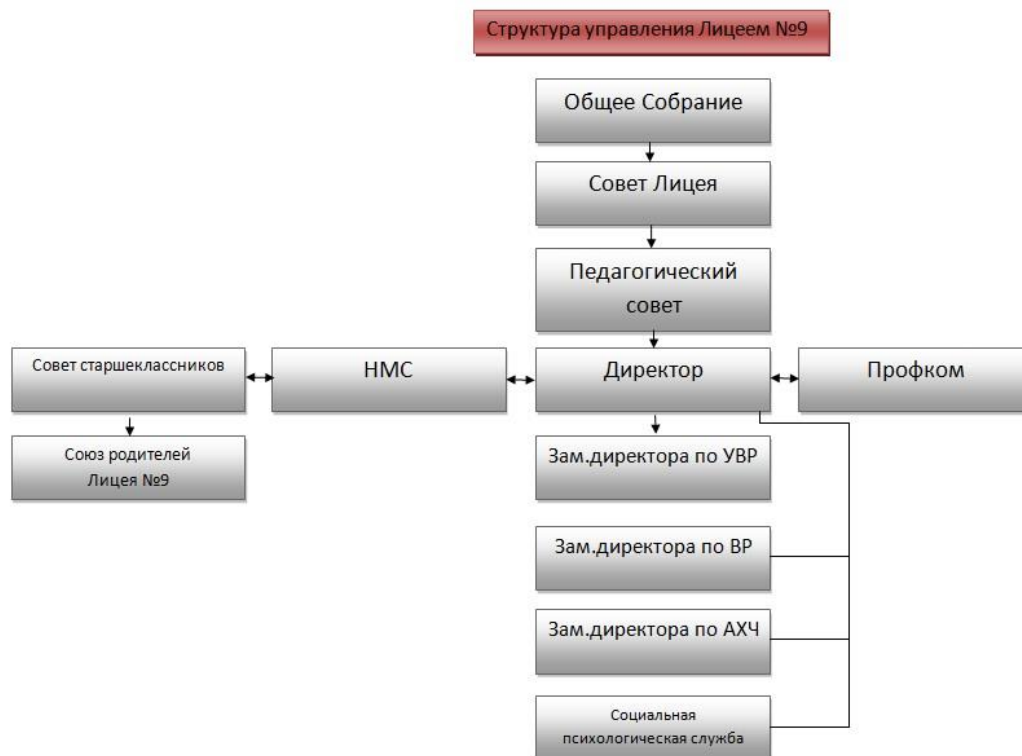 Структура управления Лицеем №9
Общее Собрание
Совет Лицея
Педагогический
совет
Совет старшеклассников
НМС
Директор
Профком
Союз родителей
Лицея №9
Зам.директора по УВР
Зам.директора по ВР
Зам.директора по АХЧ
Социальная
психологическая служба